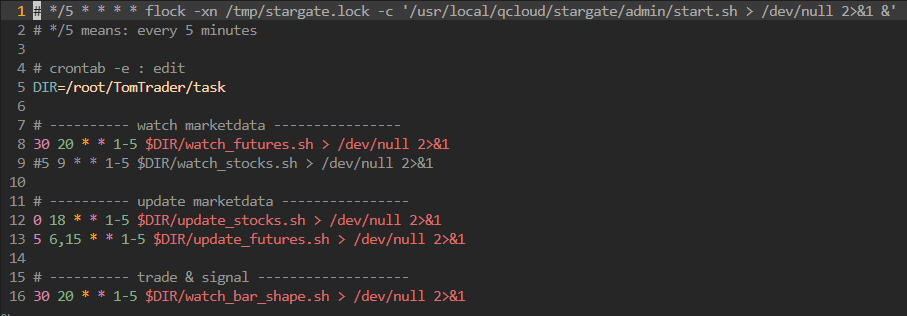 1 # */5 * * * * flock -xn /tmp/stargate.lock -c '/usr/local/qcloud/stargate/admin/start.sh > /dev/null 2>&1 &'
2 # */5 means: every 5 minutes
3
4 # crontab -e : edit
5 DIR=/root/TomTrader/task
6
7 # ---------- watch marketdata ----------------
8 30 20 * * 1-5 $DIR/watch_futures.sh > /dev/null 2>&1
9 #5 9 * * 1-5 $DIR/watch_stocks.sh > /dev/null 2>&1
10
11 # ---------- update marketdata ----------------
12 0 18 * * 1-5 $DIR/update_stocks.sh > /dev/null 2>&1
13 5 6,15 * * 1-5 $DIR/update_futures.sh > /dev/null 2>&1
14
15 # ---------- trade & signal -------------------
16 30 20 * * 1-5 $DIR/watch_bar_shape.sh > /dev/null 2>&1